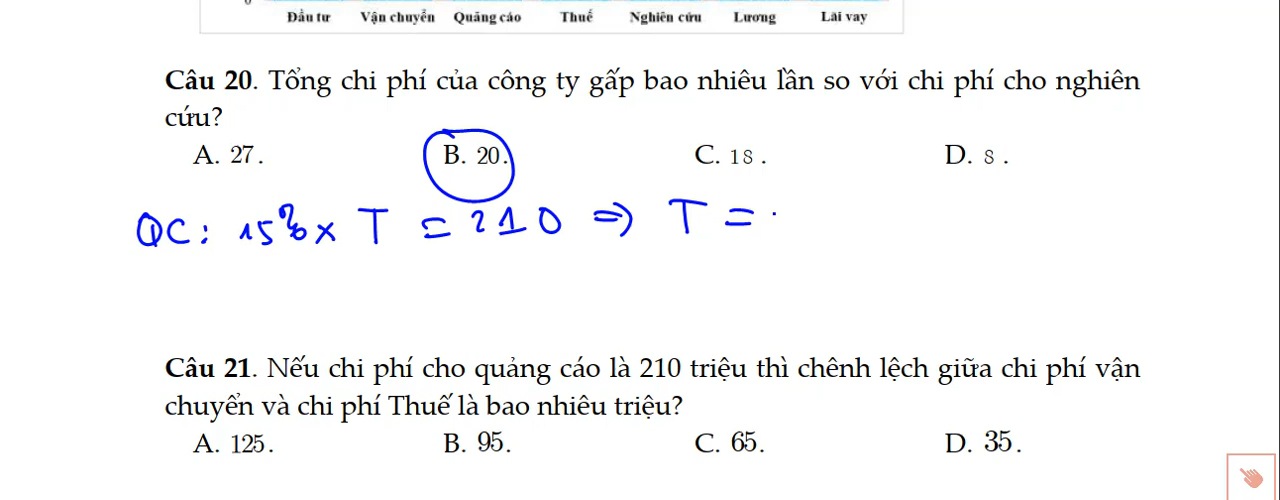 0
Đầu tư Vận chuyển Quãng cáo Thuế Nghiên cứu Lương Lãi vay
Câu 20. Tổng chi phí của công ty gấp bao nhiêu lần so với chi phí cho nghiên
cứu?
A. 27. B. 20. C. 18. D. 8.
QC: 15% x T = 210 => T =
Câu 21. Nếu chi phí cho quảng cáo là 210 triệu thì chênh lệch giữa chi phí vận
chuyển và chi phí Thuế là bao nhiêu triệu?
A. 125. B. 95. C. 65. D. 35.